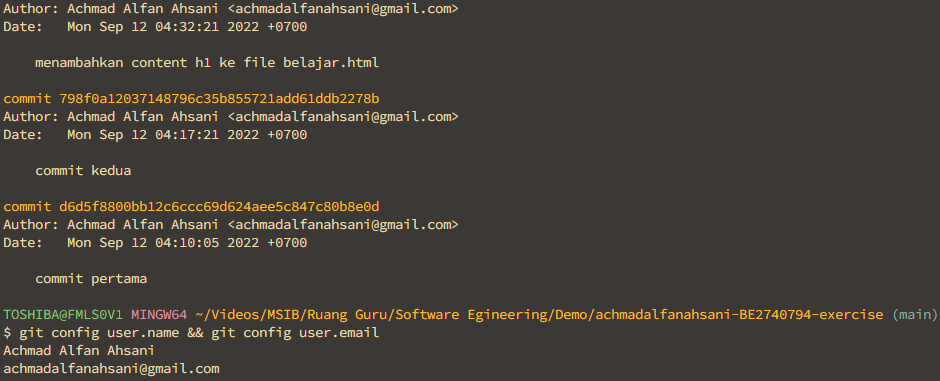 Author: Achmad Alfan Ahsani <achmadalfanahsani@gmail.com>
Date:   Mon Sep 12 04:32:21 2022 +0700
menambahkan content h1 ke file belajar.html
commit 798f0a12037148796c35b855721add61ddb2278b
Author: Achmad Alfan Ahsani <achmadalfanahsani@gmail.com>
Date:   Mon Sep 12 04:17:21 2022 +0700
commit kedua
commit d6d5f8800bb12c6ccc69d624aee5c847c80b8e0d
Author: Achmad Alfan Ahsani <achmadalfanahsani@gmail.com>
Date:   Mon Sep 12 04:10:05 2022 +0700
commit pertama
TOSHIBA@FMLS0V1 MINGW64 ~/Videos/MSIB/Ruang Guru/Software Egineering/Demo/achmadalfanahsani-BE2740794-exercise (main)
$ git config user.name && git config user.email
Achmad Alfan Ahsani
achmadalfanahsani@gmail.com